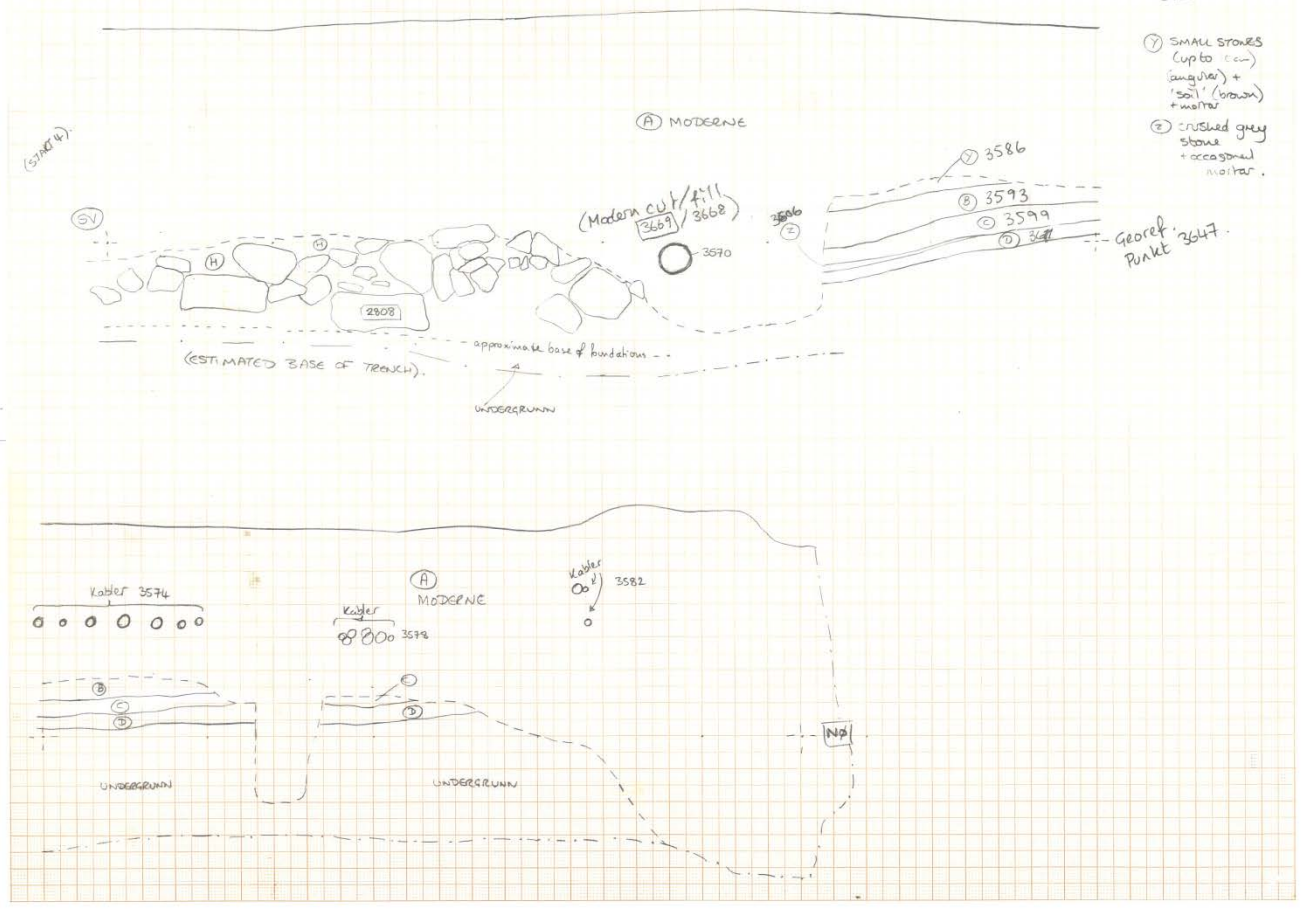 Y SMALL STONES
(up to
(angular) +
'soil' (brown)
+ mortar
Z crushed grey
stone
+ occasional
mortar.
A MODERNE
(START 4).
SV
H
H
2808
(Modern cut/fill
3669 / 3668)
3570
Z
Y 3586
B 3593
C 3599
D
Georef.
Punkt 3647.
- approximate base of foundations - -
(ESTIMATED BASE OF TRENCH).
UNDERGRUNN
Kabler 3574
Kabler
3578
A
MODERNE
Kabler
3582
B
C
D
C
D
NØ
UNDERGRUNN
UNDERGRUNN